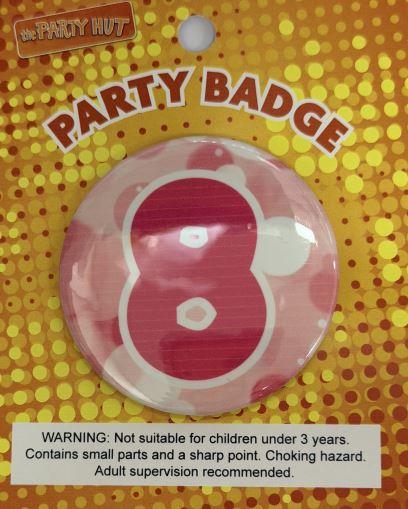 the PARTY HUT
PARTY BADGE
8
WARNING: Not suitable for children under 3 years.
Contains small parts and a sharp point. Choking hazard.
Adult supervision recommended.